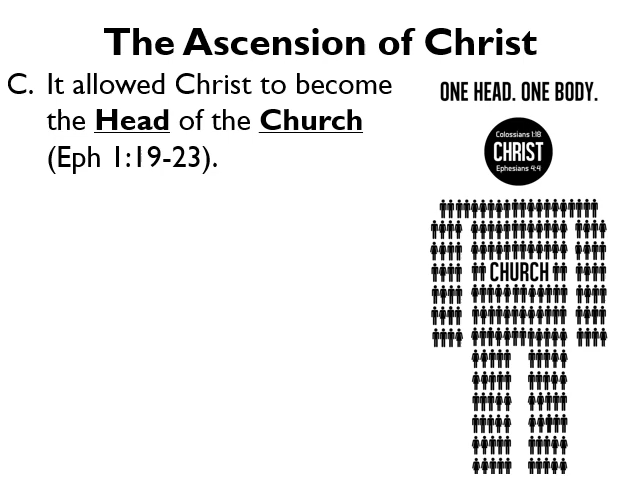 The Ascension of Christ
C. It allowed Christ to become
the Head of the Church
(Eph 1:19-23).
ONE HEAD. ONE BODY.
Colossians 1:18
CHRIST
Ephesians 4:4
CHURCH